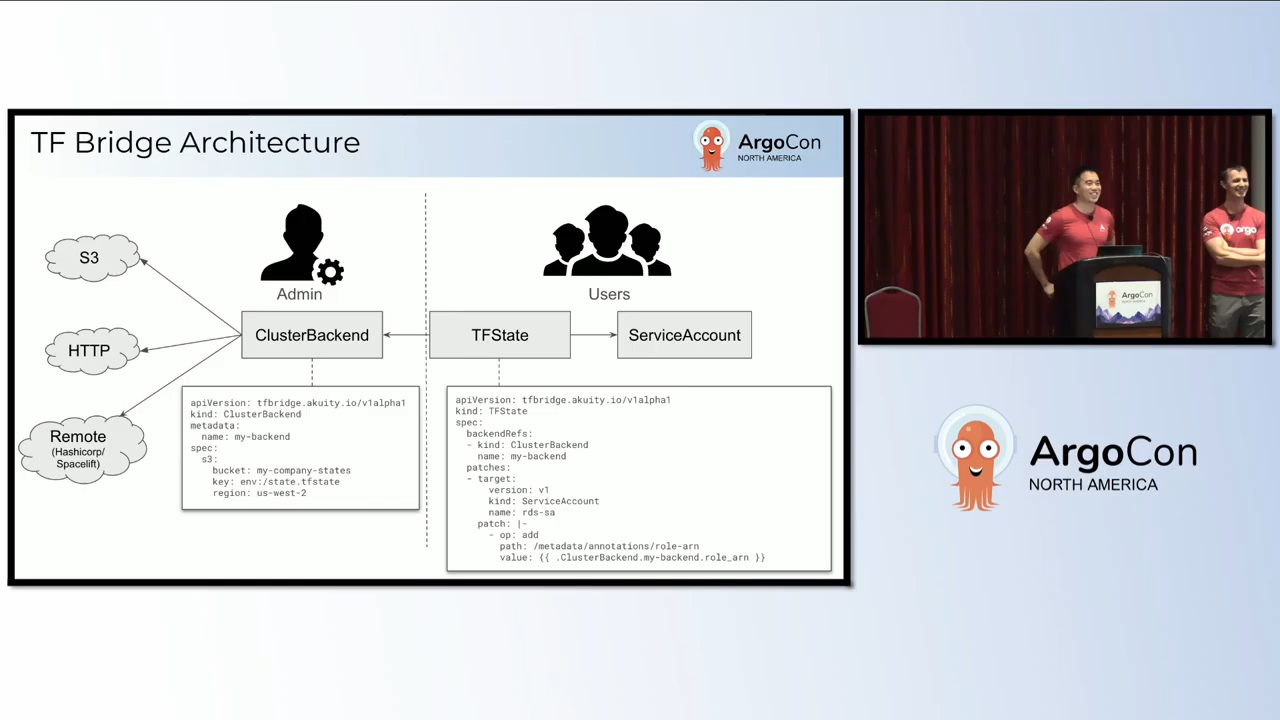 TF Bridge Architecture
ArgoCon
NORTH AMERICA
S3
HTTP
Remote
(Hashicorp/
Spacelift)
Admin
Users
ClusterBackend
TFState
ServiceAccount
apiVersion: tfbridge.akuity.io/v1alpha1
kind: ClusterBackend
metadata:
  name: my-backend
spec:
  s3:
    bucket: my-company-states
    key: env:/state.tfstate
    region: us-west-2
apiVersion: tfbridge.akuity.io/v1alpha1
kind: TFState
spec:
  backendRefs:
  - kind: ClusterBackend
    name: my-backend
  patches:
  - target:
      version: v1
      kind: ServiceAccount
      name: rds-sa
    patch: |-
      - op: add
        path: /metadata/annotations/role-arn
        value: {{ .ClusterBackend.my-backend.role_arn }}
argo
ArgoCon
NORTH AMERICA
ArgoCon
NORTH AMERICA